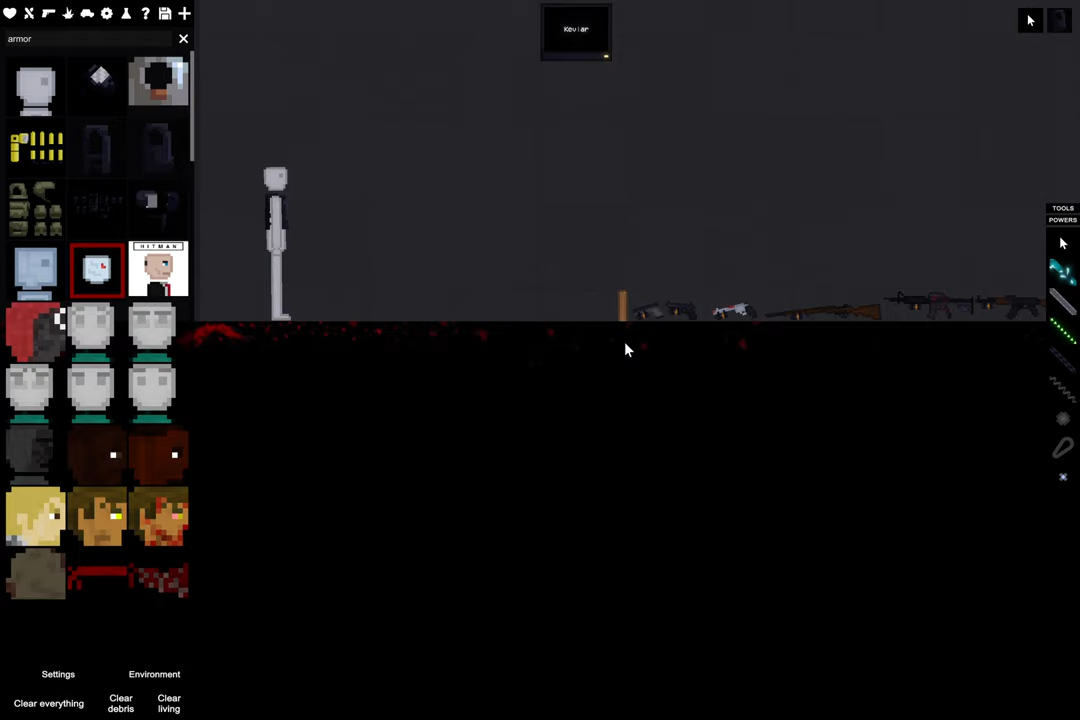 armor
Kevlar
HITMAN
TOOLS
POWERS
Settings
Environment
Clear everything
Clear debris
Clear living